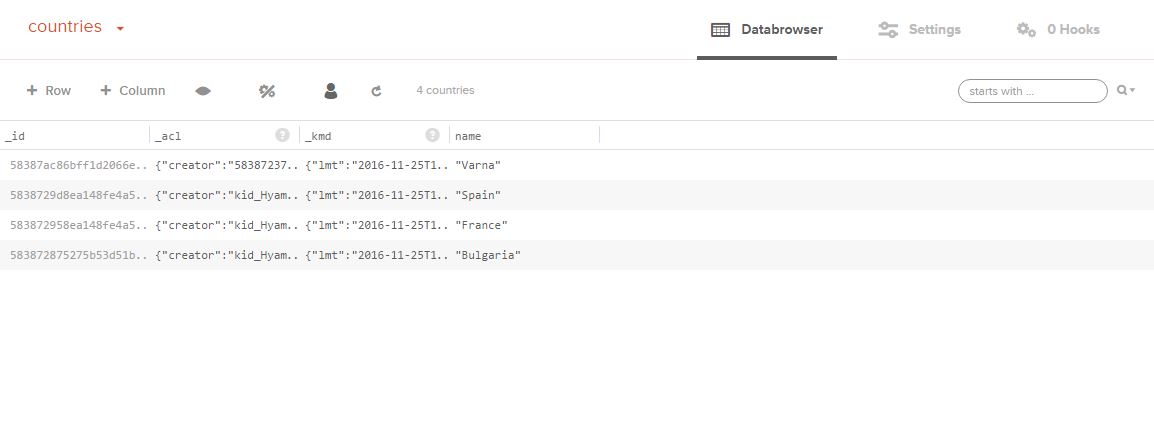 countries
Databrowser Settings 0 Hooks
+ Row + Column 4 countries starts with ...
_id _acl ? _kmd ? name
58387ac86bff1d2066e.. {"creator":"58387237.. {"lmt":"2016-11-25T1.. "Varna"
5838729d8ea148fe4a5.. {"creator":"kid_Hyam.. {"lmt":"2016-11-25T1.. "Spain"
583872958ea148fe4a5.. {"creator":"kid_Hyam.. {"lmt":"2016-11-25T1.. "France"
583872875275b53d51b.. {"creator":"kid_Hyam.. {"lmt":"2016-11-25T1.. "Bulgaria"